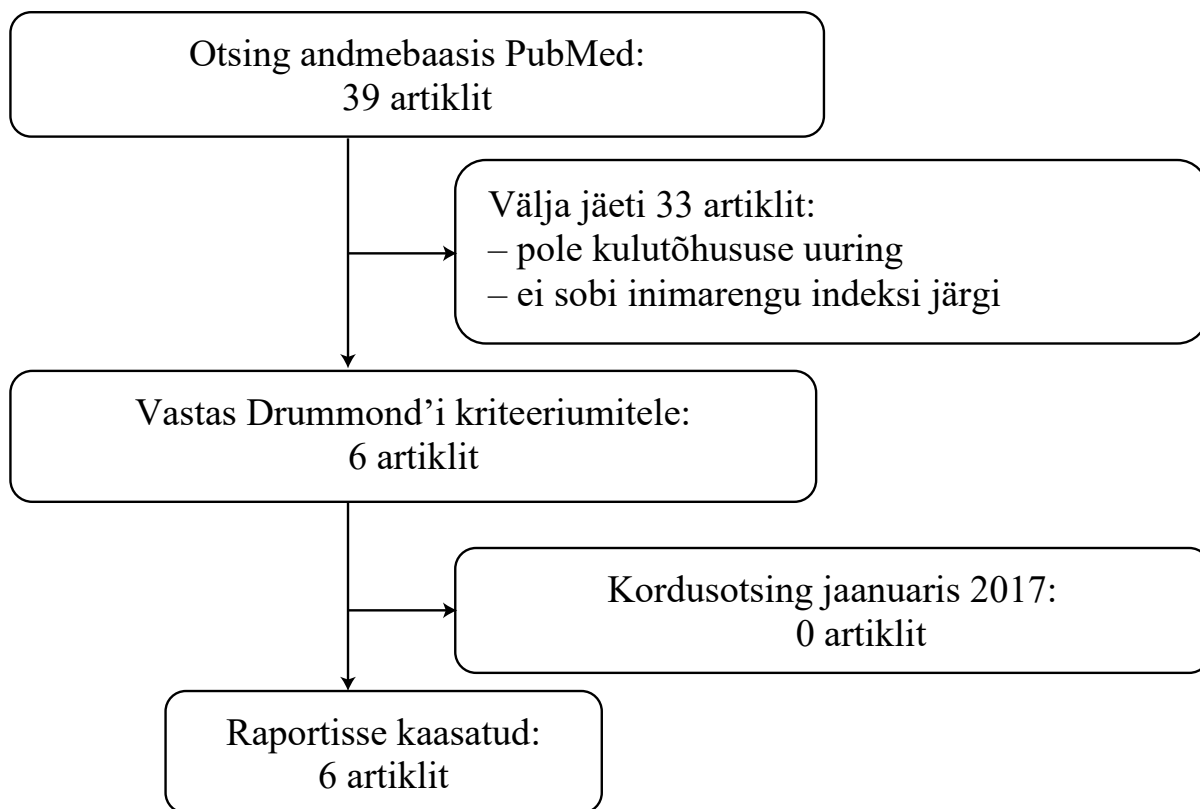 Otsing andmebaasis PubMed:
39 artiklit
Välja jäeti 33 artiklit:
– pole kulutõhususe uuring
– ei sobi inimarengu indeksi järgi
Vastas Drummond’i kriteeriumitele:
6 artiklit
Kordusotsing jaanuaris 2017:
0 artiklit
Raportisse kaasatud:
6 artiklit